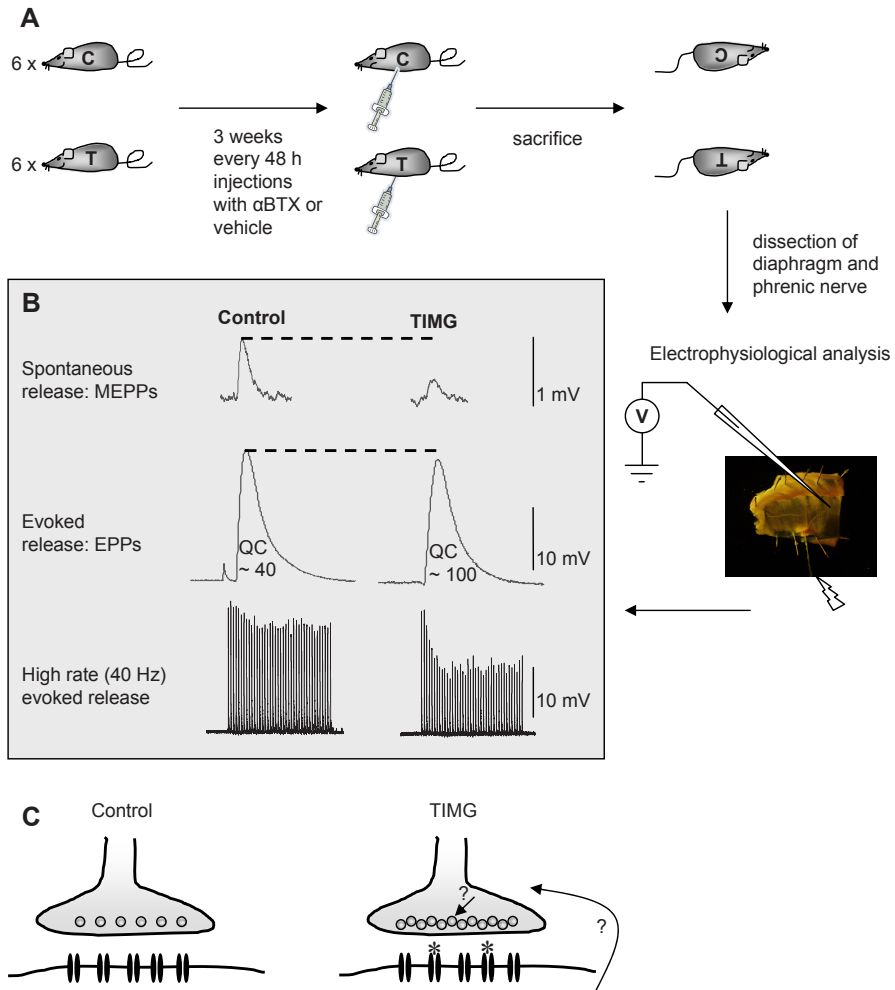 A
6 x C
C
C
3 weeks
every 48 h
injections
with αBTX or
vehicle
sacrifice
6 x T
T
T
dissection of
diaphragm and
phrenic nerve
B
Control
TIMG
Spontaneous
release: MEPPs
1 mV
Evoked
release: EPPs
QC
~ 40
QC
~ 100
10 mV
High rate (40 Hz)
evoked release
10 mV
Electrophysiological analysis
V
C
Control
TIMG
?
?
* *